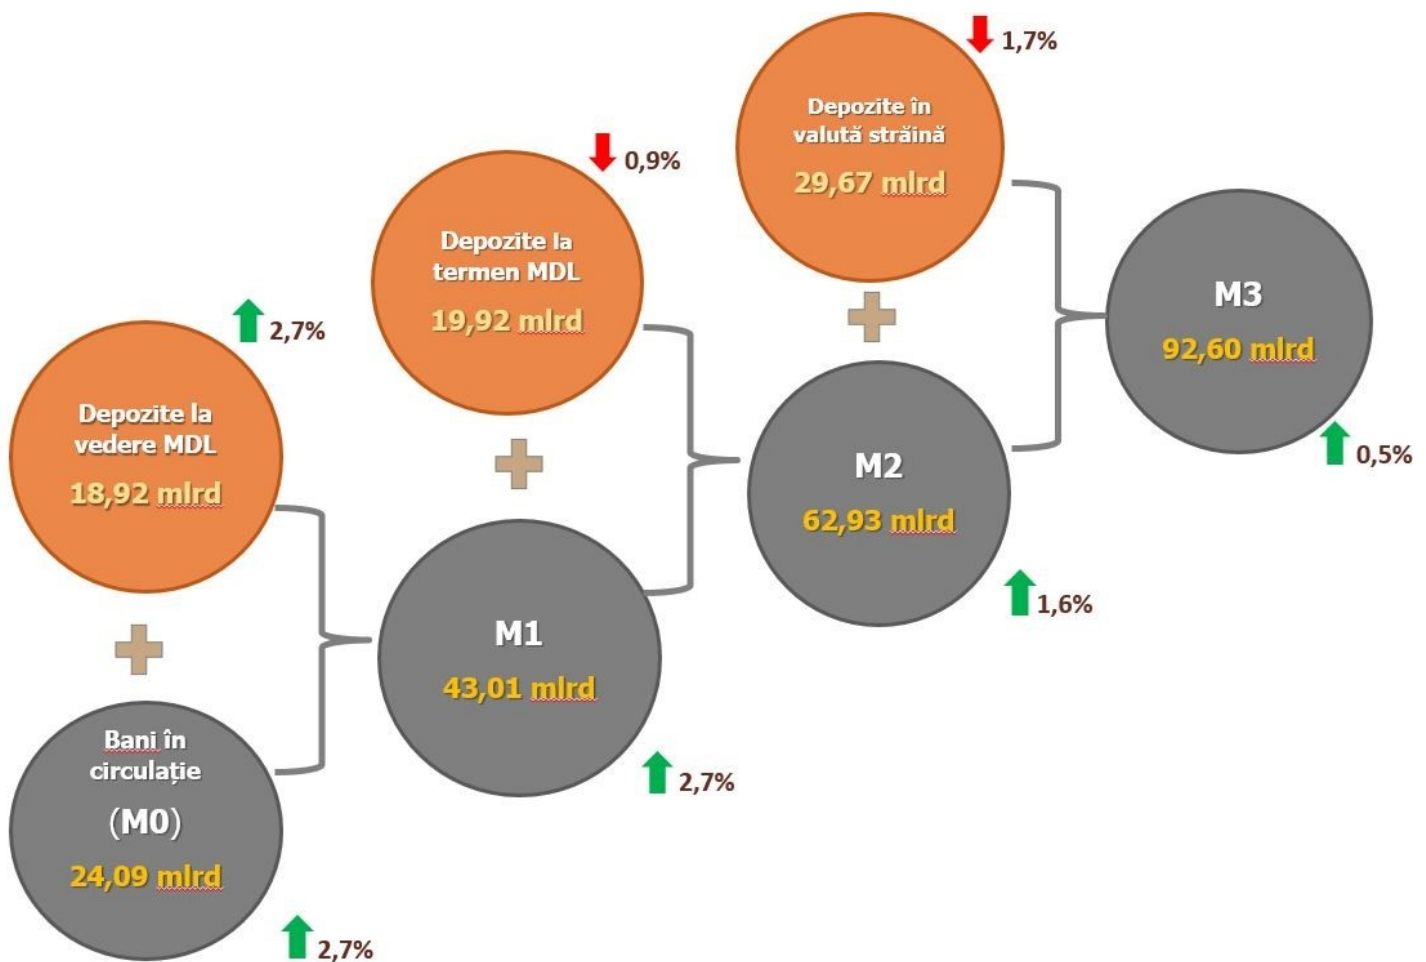 Depozite la
vedere MDL
18,92 mlrd
2,7%
Bani în
circulație
(M0)
24,09 mlrd
2,7%
Depozite la
termen MDL
19,92 mlrd
0,9%
M1
43,01 mlrd
2,7%
Depozite în
valută străină
29,67 mlrd
1,7%
M2
62,93 mlrd
1,6%
M3
92,60 mlrd
0,5%